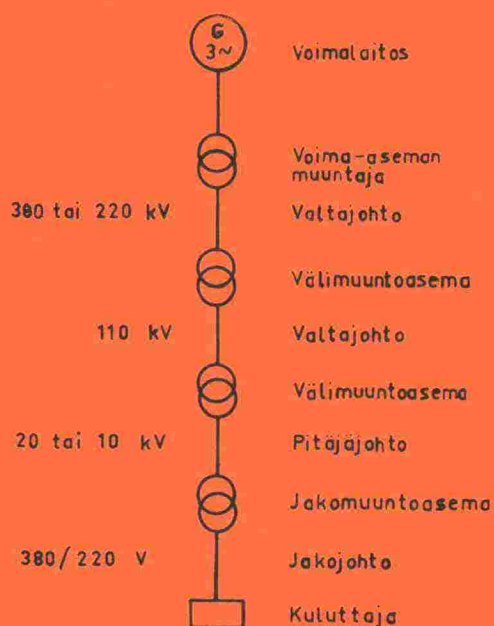 G
3~
Voimalaitos
Voima-aseman
muuntaja
380 tai 220 kV
Valtajohto
Välimuuntoasema
110 kV
Valtajohto
Välimuuntoasema
20 tai 10 kV
Pitäjäjohto
Jakomuuntoasema
380/220 V
Jakojohto
Kuluttaja